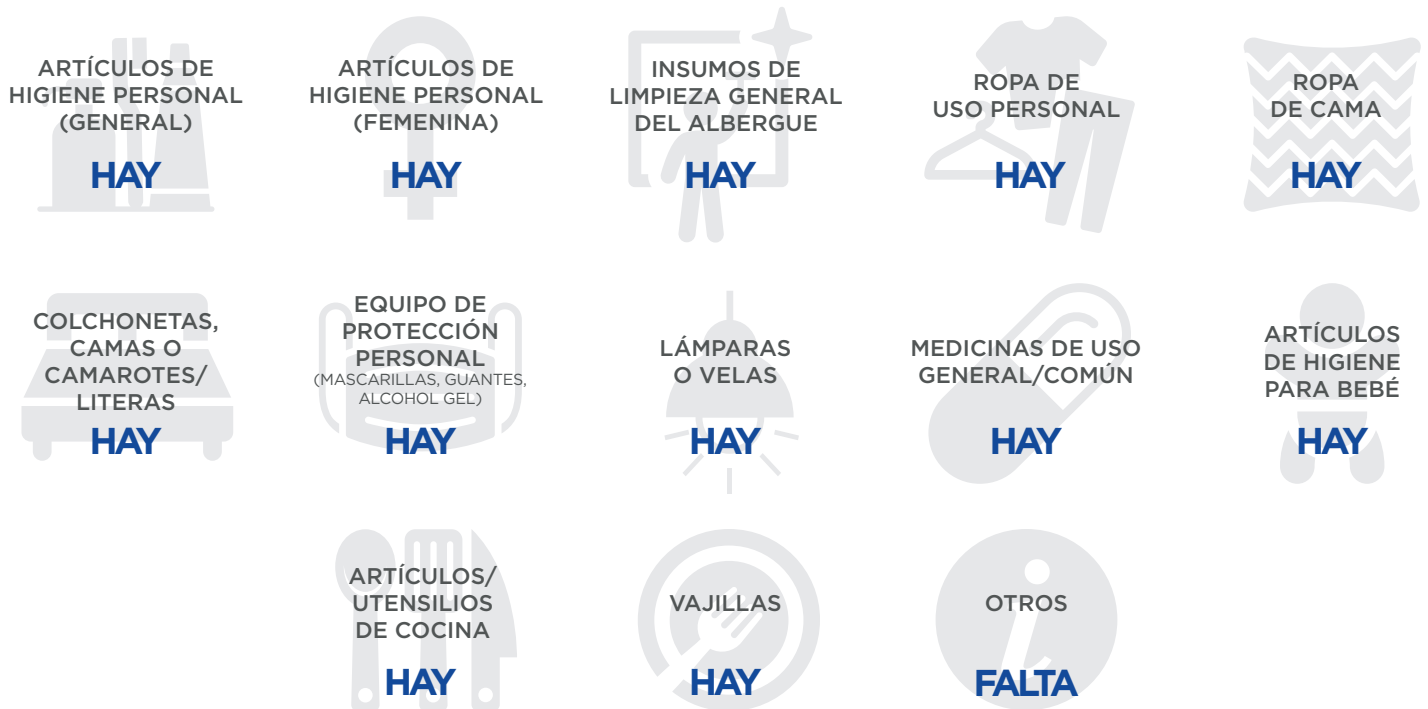 ARTÍCULOS DE
HIGIENE PERSONAL
(GENERAL)
HAY
ARTÍCULOS DE
HIGIENE PERSONAL
(FEMENINA)
HAY
INSUMOS DE
LIMPIEZA GENERAL
DEL ALBERGUE
HAY
ROPA DE
USO PERSONAL
HAY
ROPA
DE CAMA
HAY
COLCHONETAS,
CAMAS O
CAMAROTES/
LITERAS
HAY
EQUIPO DE
PROTECCIÓN
PERSONAL
(MASCARILLAS, GUANTES,
ALCOHOL GEL)
HAY
LÁMPARAS
O VELAS
HAY
MEDICINAS DE USO
GENERAL/COMÚN
HAY
ARTÍCULOS
DE HIGIENE
PARA BEBÉ
HAY
ARTÍCULOS/
UTENSILIOS
DE COCINA
HAY
VAJILLAS
HAY
OTROS
FALTA